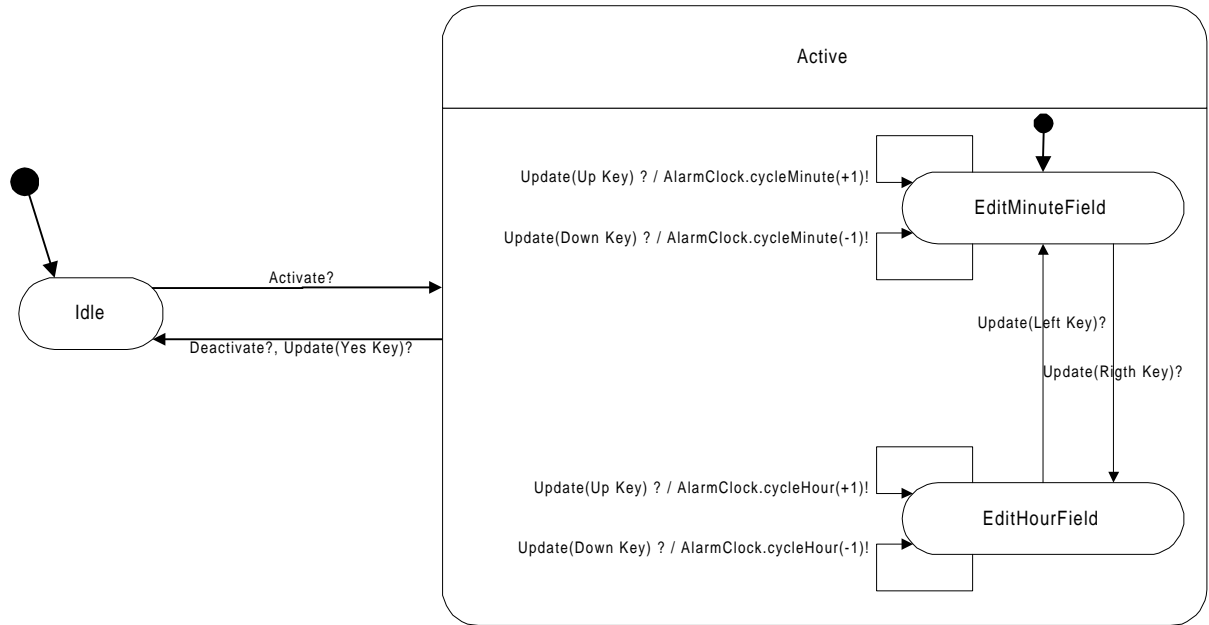 Active
Update(Up Key) ? / AlarmClock.cycleMinute(+1)!
EditMinuteField
Update(Down Key) ? / AlarmClock.cycleMinute(-1)!
Activate?
Idle
Update(Left Key)?
Deactivate?, Update(Yes Key)?
Update(Rigth Key)?
Update(Up Key) ? / AlarmClock.cycleHour(+1)!
EditHourField
Update(Down Key) ? / AlarmClock.cycleHour(-1)!